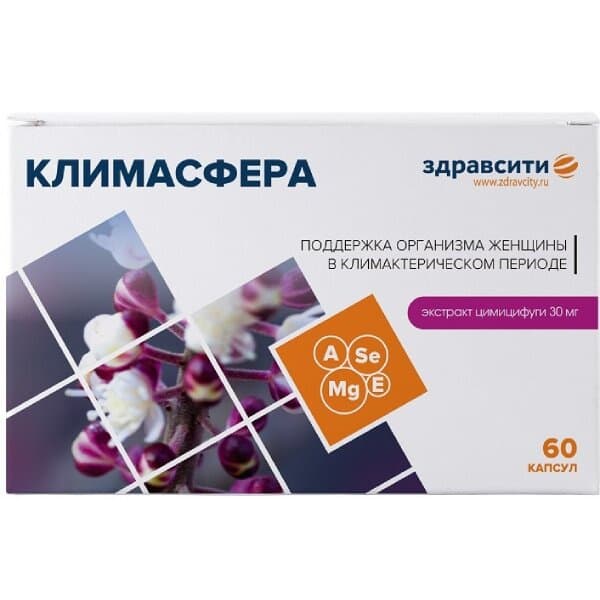 КЛИМАСФЕРА
здравсити
www.zdravcity.ru
ПОДДЕРЖКА ОРГАНИЗМА ЖЕНЩИНЫ
В КЛИМАКТЕРИЧЕСКОМ ПЕРИОДЕ
экстракт цимицифуги 30 мг
A Se
Mg E
60
КАПСУЛ